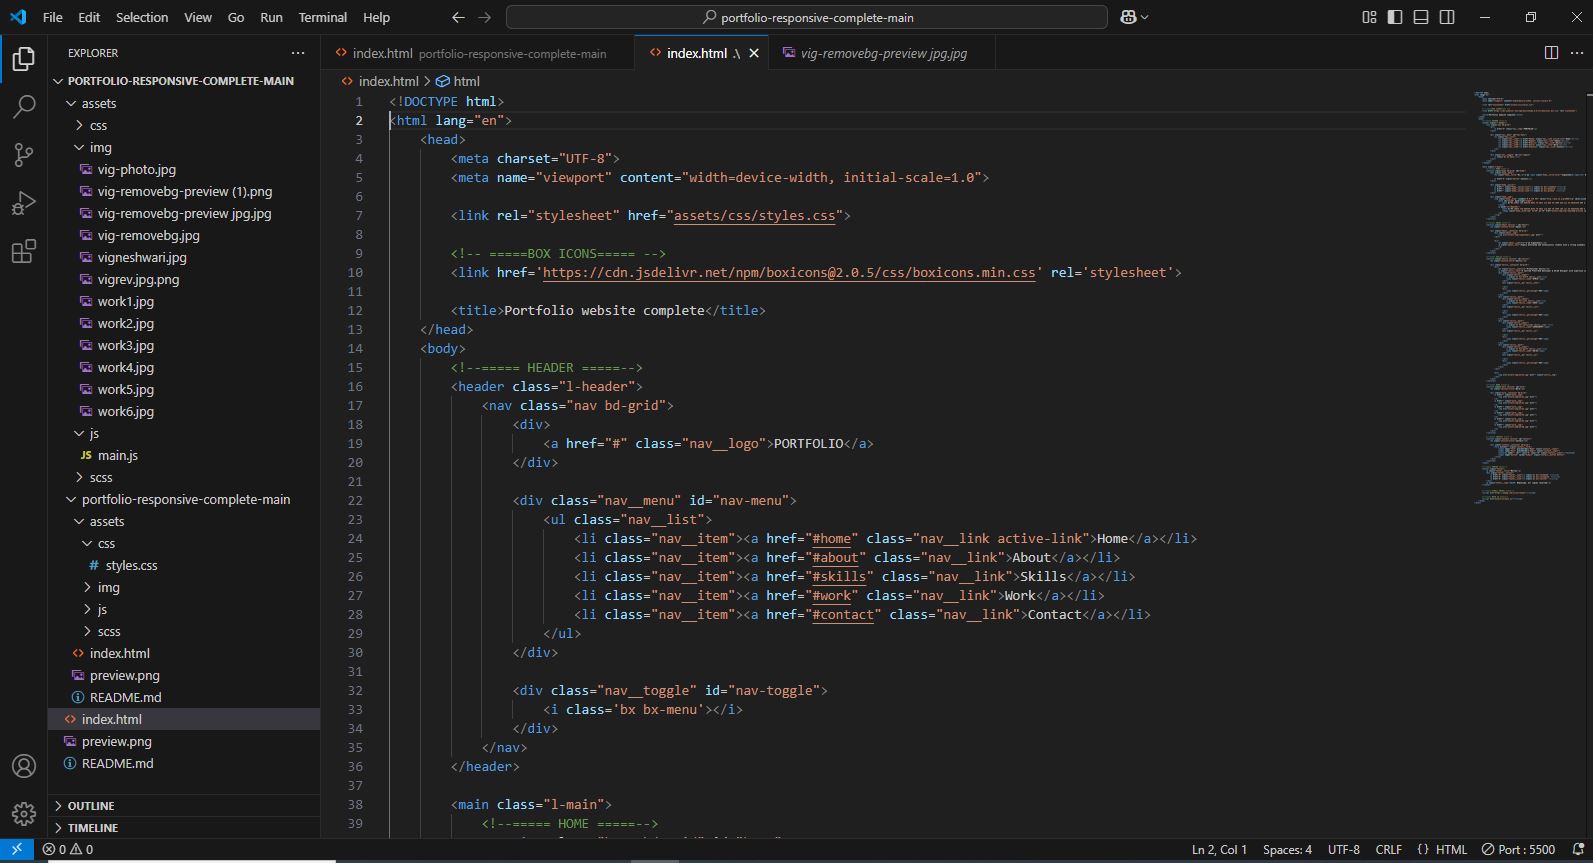 File Edit Selection View Go Run Terminal Help
portfolio-responsive-complete-main
EXPLORER
PORTFOLIO-RESPONSIVE-COMPLETE-MAIN
assets
css
img
vig-photo.jpg
vig-removebg-preview (1).png
vig-removebg-preview jpg.jpg
vig-removebg.jpg
vigneshwari.jpg
vigrev.jpg.png
work1.jpg
work2.jpg
work3.jpg
work4.jpg
work5.jpg
work6.jpg
js
JS main.js
scss
portfolio-responsive-complete-main
assets
css
# styles.css
img
js
scss
index.html
preview.png
README.md
index.html
preview.png
README.md
OUTLINE
TIMELINE
index.html portfolio-responsive-complete-main
index.html .\
vig-removebg-preview jpg.jpg
index.html > html
1 <!DOCTYPE html>
2 <html lang="en">
3 <head>
4 <meta charset="UTF-8">
5 <meta name="viewport" content="width=device-width, initial-scale=1.0">
6
7 <link rel="stylesheet" href="assets/css/styles.css">
8
9 <!-- =====BOX ICONS===== -->
10 <link href='https://cdn.jsdelivr.net/npm/boxicons@2.0.5/css/boxicons.min.css' rel='stylesheet'>
11
12 <title>Portfolio website complete</title>
13 </head>
14 <body>
15 <!--===== HEADER =====-->
16 <header class="l-header">
17 <nav class="nav bd-grid">
18 <div>
19 <a href="#" class="nav__logo">PORTFOLIO</a>
20 </div>
21
22 <div class="nav__menu" id="nav-menu">
23 <ul class="nav__list">
24 <li class="nav__item"><a href="#home" class="nav__link active-link">Home</a></li>
25 <li class="nav__item"><a href="#about" class="nav__link">About</a></li>
26 <li class="nav__item"><a href="#skills" class="nav__link">Skills</a></li>
27 <li class="nav__item"><a href="#work" class="nav__link">Work</a></li>
28 <li class="nav__item"><a href="#contact" class="nav__link">Contact</a></li>
29 </ul>
30 </div>
31
32 <div class="nav__toggle" id="nav-toggle">
33 <i class='bx bx-menu'></i>
34 </div>
35 </nav>
36 </header>
37
38 <main class="l-main">
39 <!--===== HOME =====-->
0 0
Ln 2, Col 1 Spaces: 4 UTF-8 CRLF {} HTML Port : 5500